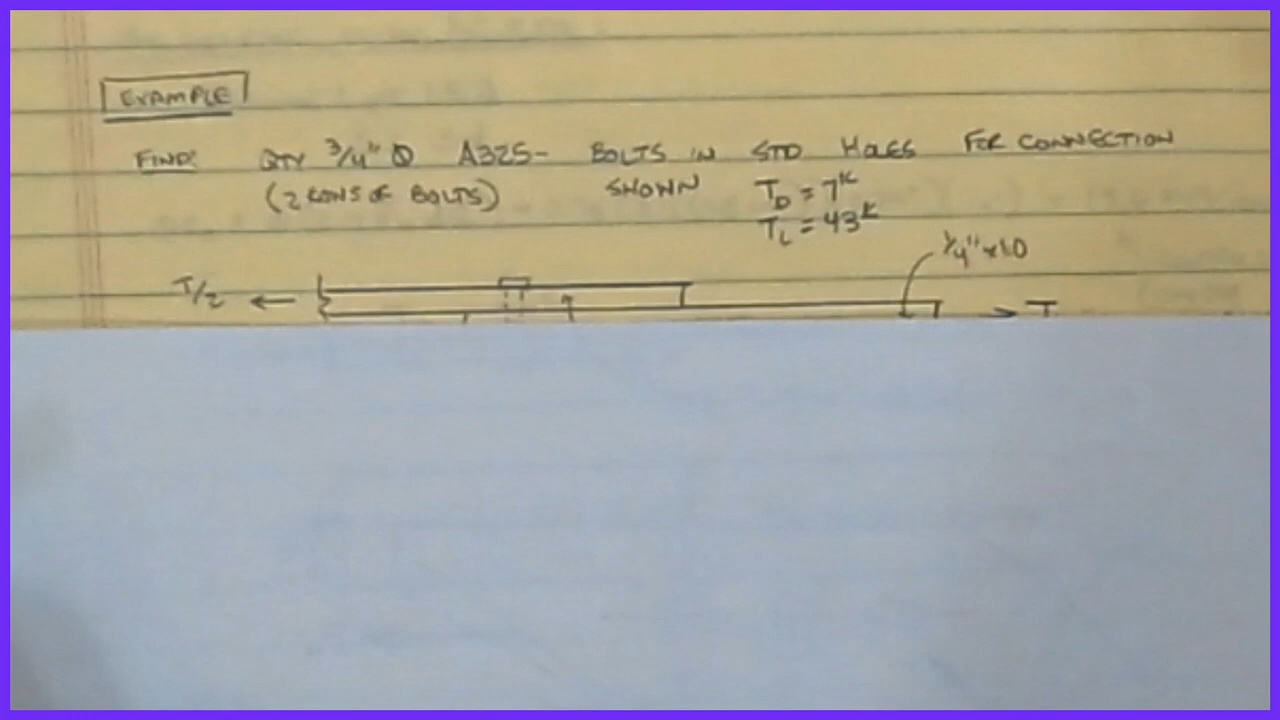 EXAMPLE
FIND: QTY 3/4" Ø A325- BOLTS IN STD HOLES FOR CONNECTION
(2 ROWS OF BOLTS) SHOWN T_D = 7^K
T_L = 43^K
1/4" x 10
T/2 T